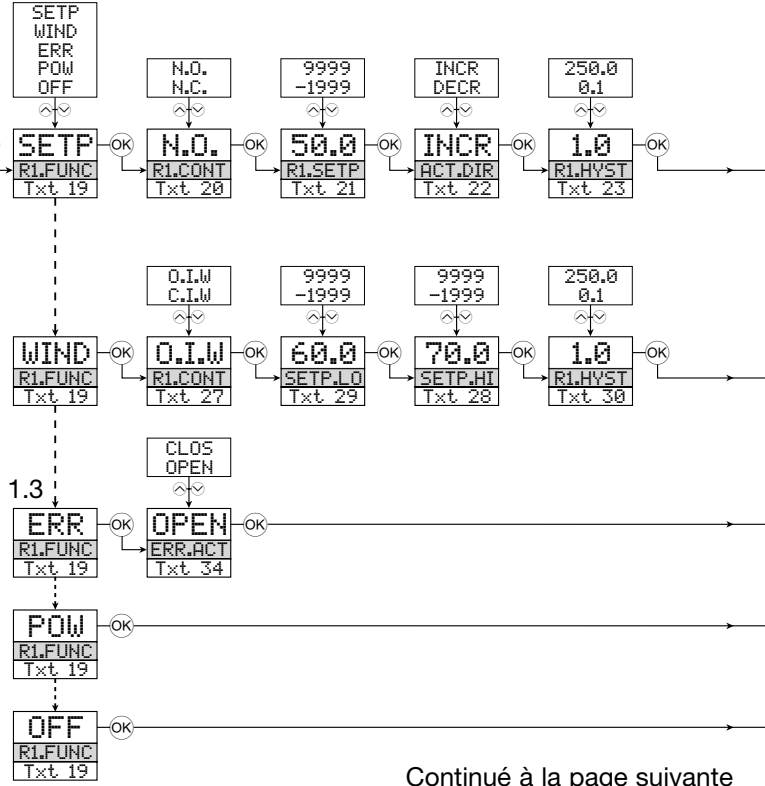 SETP
WIND
ERR
POW
OFF
N.O.
N.C.
9999
-1999
INCR
DECR
250.0
0.1
SETP OK N.O. OK 50.0 OK INCR OK 1.0 OK
R1.FUNC R1.CONT R1.SETP ACT.DIR R1.HYST
Txt 19 Txt 20 Txt 21 Txt 22 Txt 23
O.I.W
C.I.W
9999
-1999
9999
-1999
250.0
0.1
WIND OK O.I.W OK 60.0 OK 70.0 OK 1.0 OK
R1.FUNC R1.CONT SETP.LO SETP.HI R1.HYST
Txt 19 Txt 27 Txt 29 Txt 28 Txt 30
CLOS
OPEN
1.3
ERR OK OPEN OK
R1.FUNC ERR.ACT
Txt 19 Txt 34
POW OK
R1.FUNC
Txt 19
OFF OK
R1.FUNC
Txt 19
Continué à la page suivante